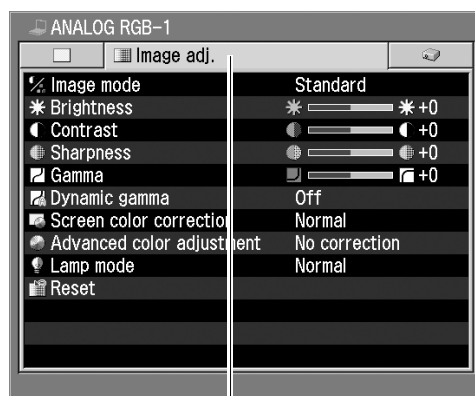 ANALOG RGB-1
Image adj.
Image mode Standard
Brightness +0
Contrast +0
Sharpness +0
Gamma +0
Dynamic gamma Off
Screen color correction Normal
Advanced color adjustment No correction
Lamp mode Normal
Reset